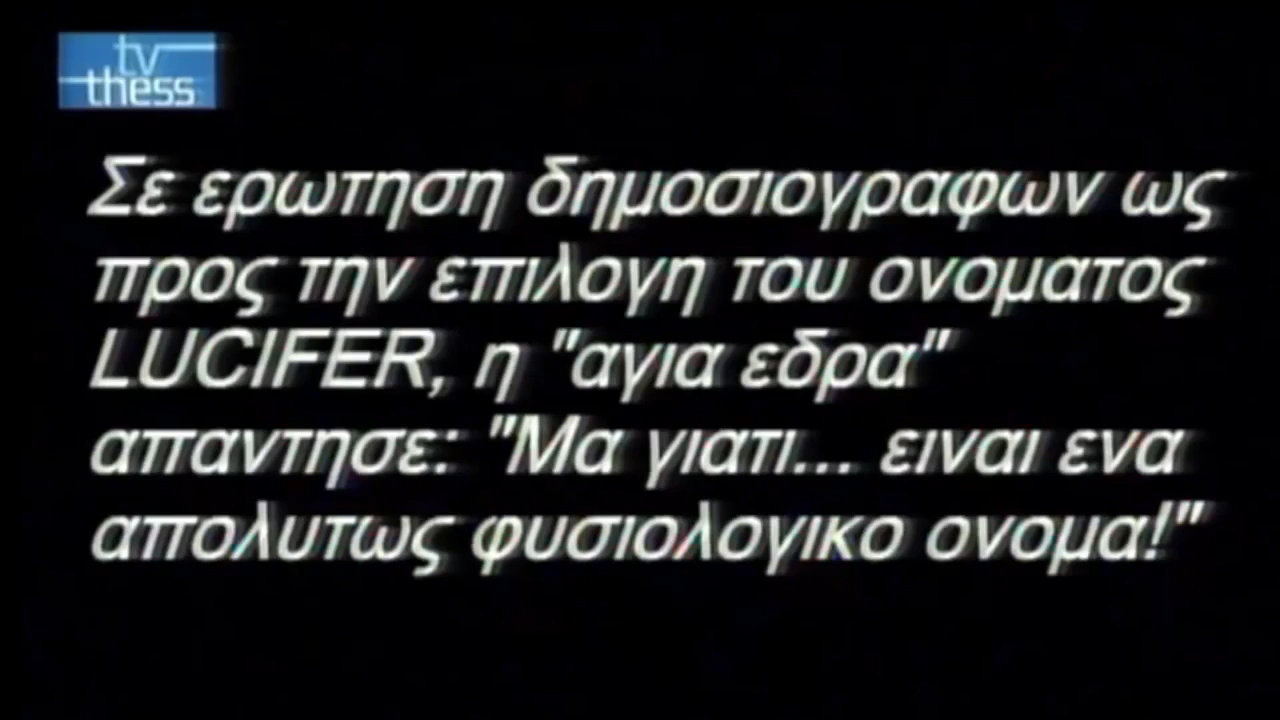 tv
thess
Σε ερωτηση δημοσιογραφων ως
προς την επιλογη του ονοματος
LUCIFER, η "αγια εδρα"
απαντησε: "Μα γιατι... ειναι ενα
απολυτως φυσιολογικο ονομα!"